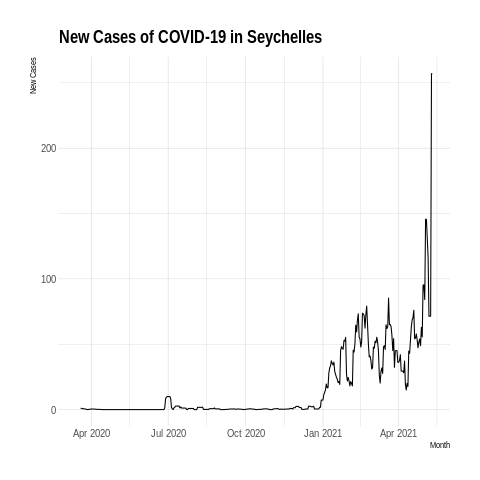 New Cases of COVID-19 in Seychelles
New Cases
200
100
0
Apr 2020 Jul 2020 Oct 2020 Jan 2021 Apr 2021
Month